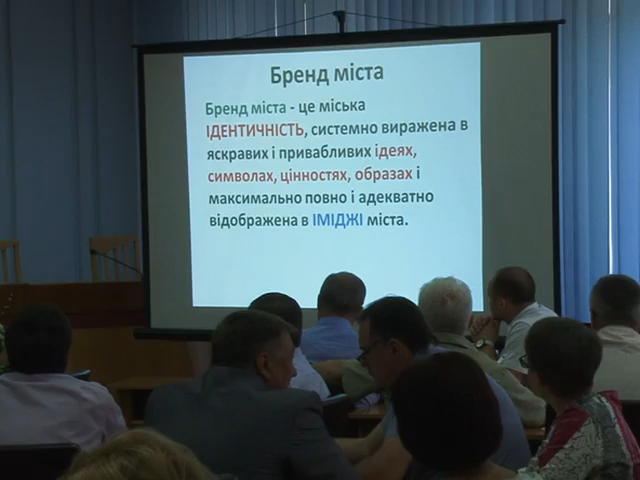 Бренд міста
Бренд міста - це міська
ІДЕНТИЧНІСТЬ, системно виражена в
яскравих і привабливих ідеях,
символах, цінностях, образах і
максимально повно і адекватно
відображена в ІМІДЖІ міста.